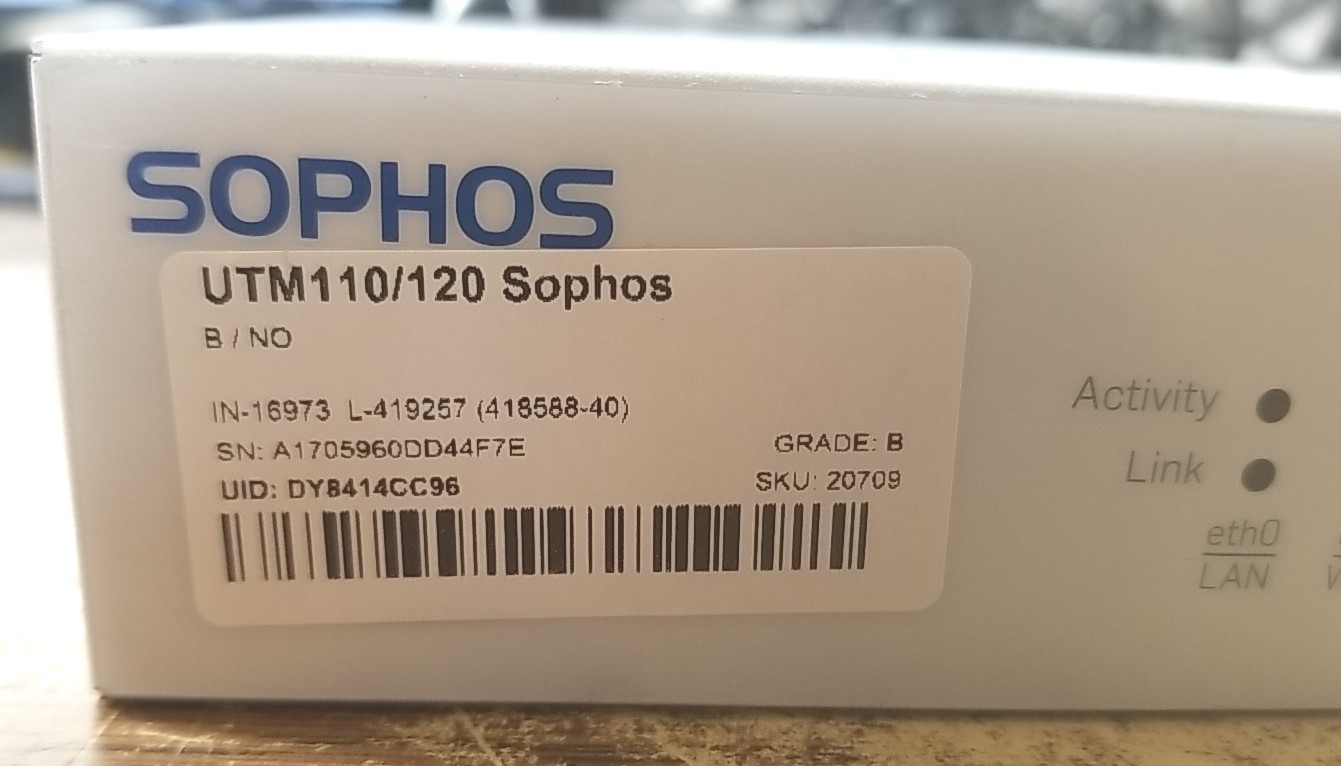 SOPHOS
UTM110/120 Sophos
B / NO
IN-16973 L-419257 (418588-40)
SN: A1705960DD44F7E
GRADE: B
UID: DY8414CC96
SKU: 20709
Activity
Link
eth0
LAN